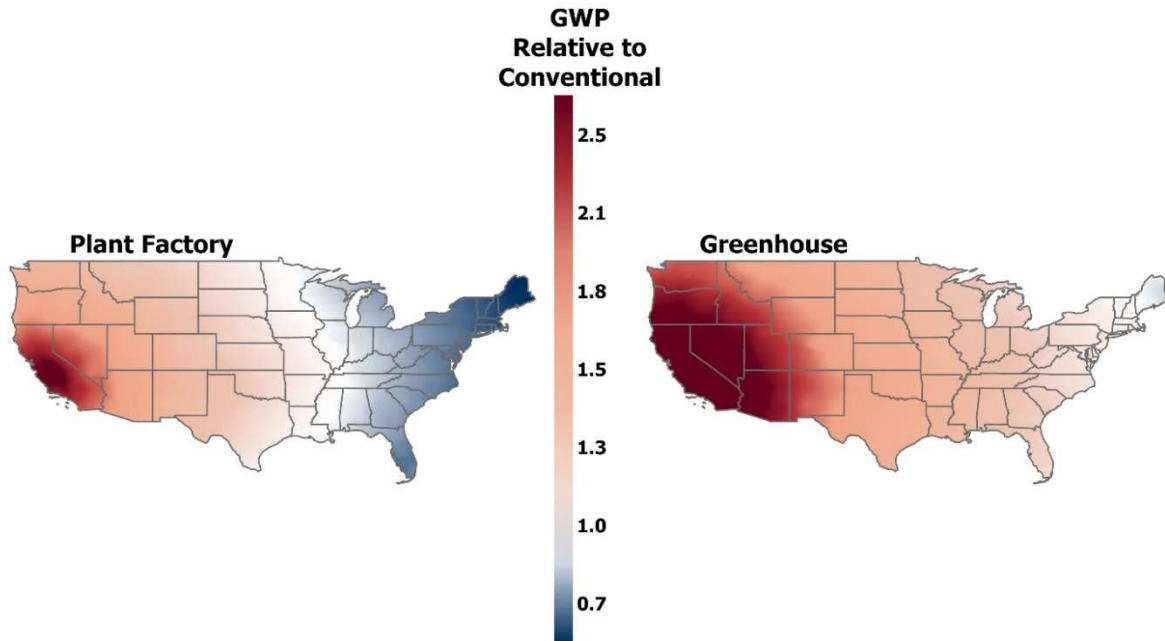 GWP
Relative to
Conventional
2.5
2.1
Plant Factory
Greenhouse
1.8
1.5
1.3
1.0
0.7